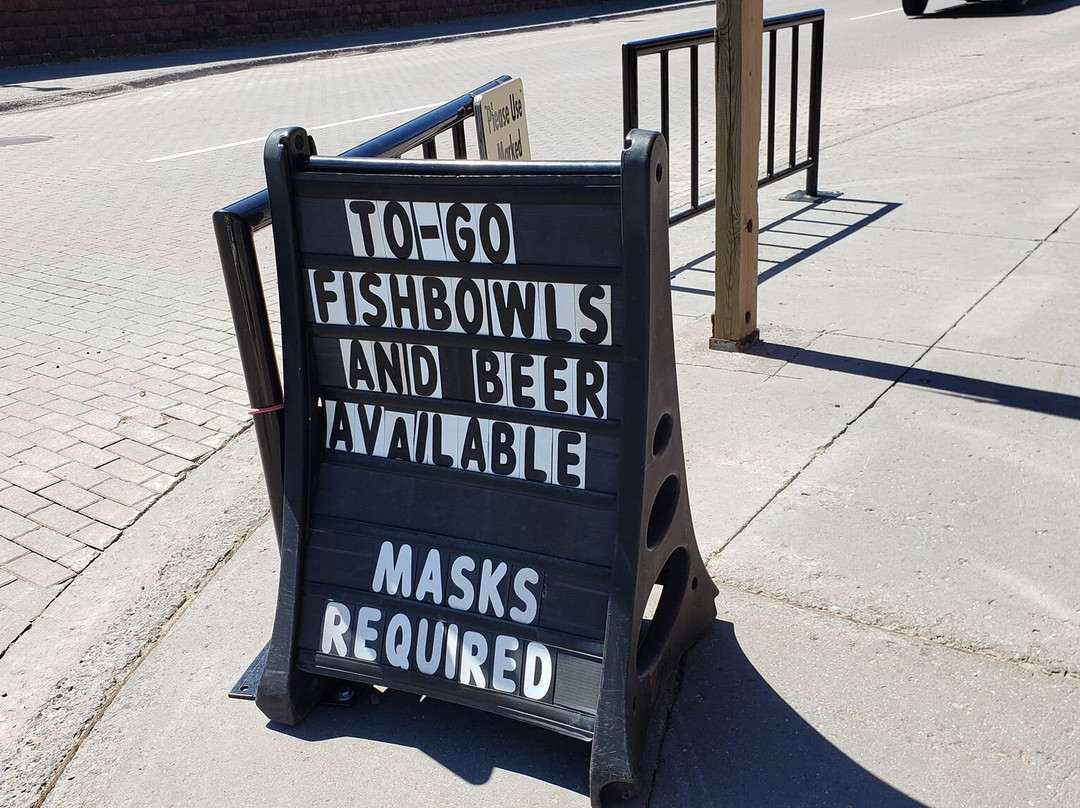 Please Use
Marked
TO-GO
FISHBOWLS
AND BEER
AVAILABLE
MASKS
REQUIRED